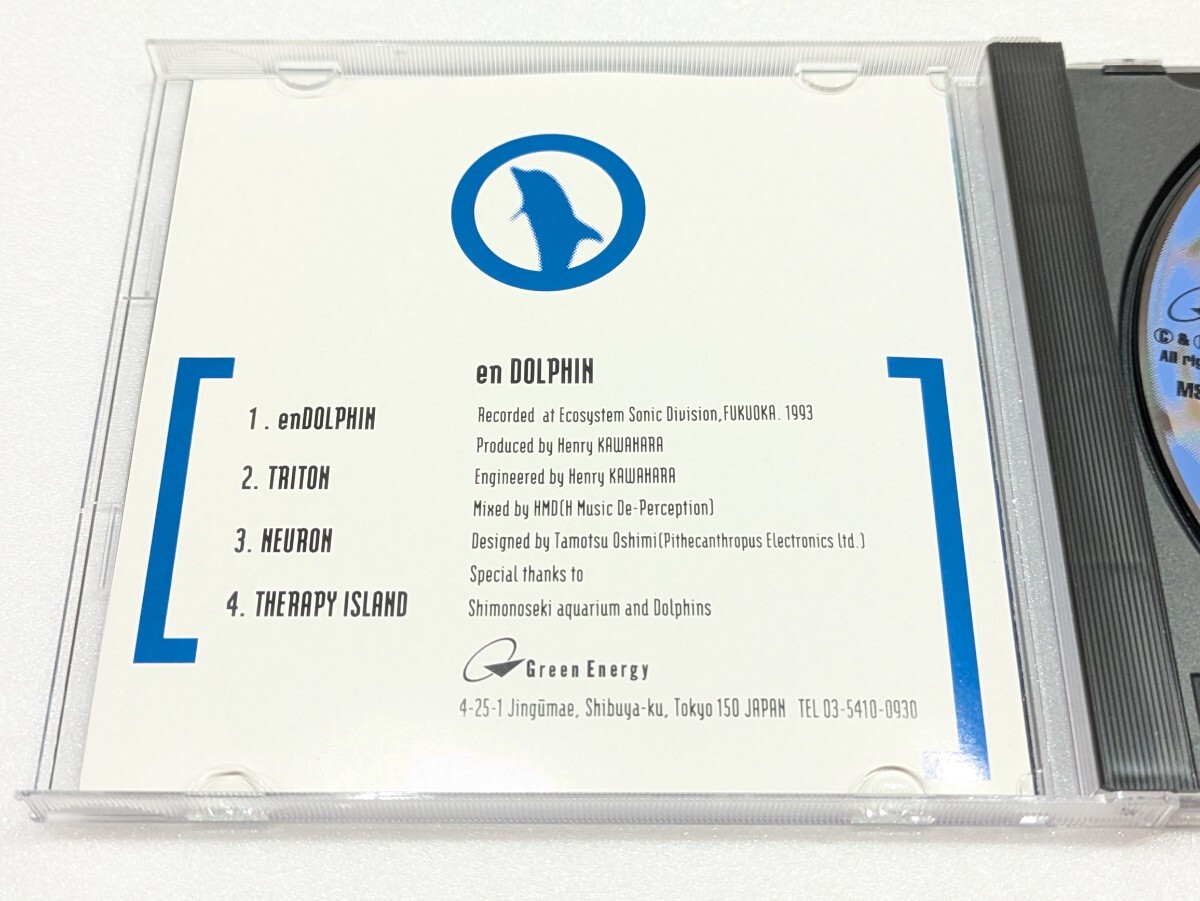 en DOLPHIN
1. enDOLPHIN
2. TRITON
3. NEURON
4. THERAPY ISLAND
Recorded at Ecosystem Sonic Division,FUKUOKA. 1993
Produced by Henry KAWAHARA
Engineered by Henry KAWAHARA
Mixed by HMD(H Music De-Perception)
Designed by Tamotsu Oshimi(Pithecanthropus Electronics ltd.)
Special thanks to
Shimonoseki aquarium and Dolphins
Green Energy
4-25-1 Jingūmae, Shibuya-ku, Tokyo 150 JAPAN TEL 03-5410-0930
© &
All